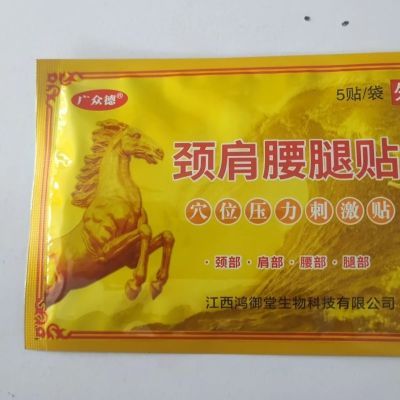 广众德®
5贴/袋
颈肩腰腿贴
穴位压力刺激贴
·颈部·肩部·腰部·腿部
江西鸿御堂生物科技有限公司